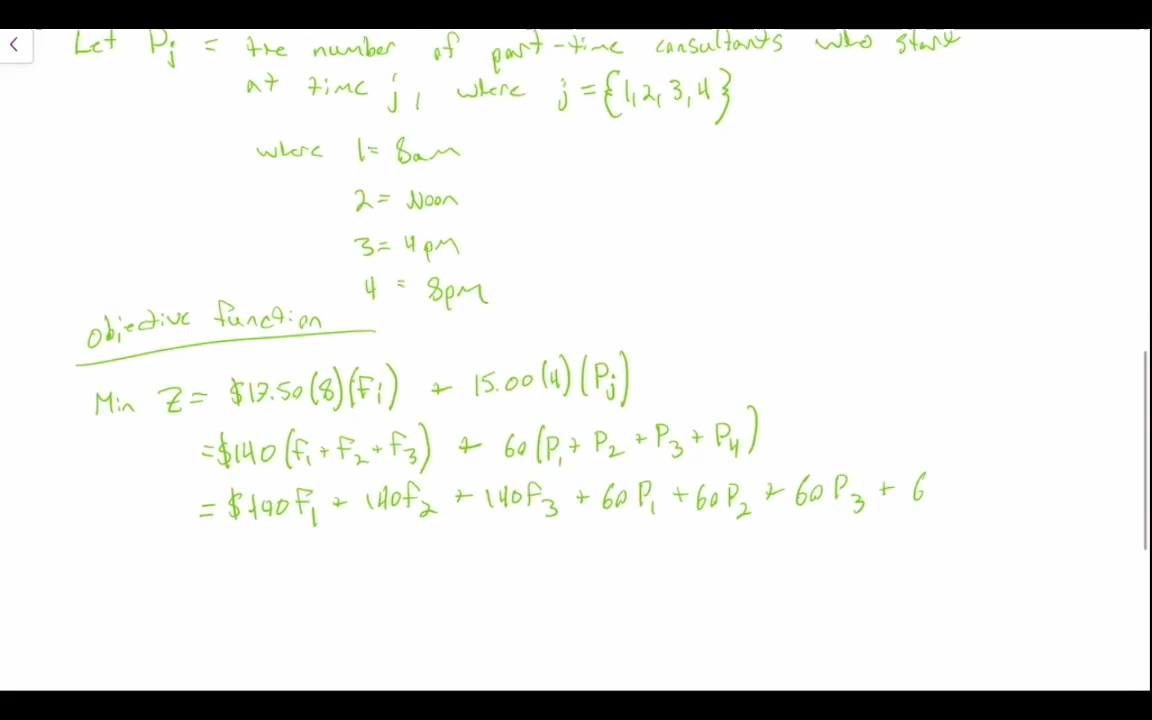 Let Pj = the number of part-time consultants who start
at time j, where j = {1,2,3,4}
where 1= 8am
2= Noon
3= 4pm
4 = 8pm
Objective function
Min Z= $17.50(8)(Fi) + 15.00(4)(Pj)
=$140(F1+F2+F3) + 60(P1+P2+P3+P4)
=$140F1+140F2+140F3+60P1+60P2+60P3+6